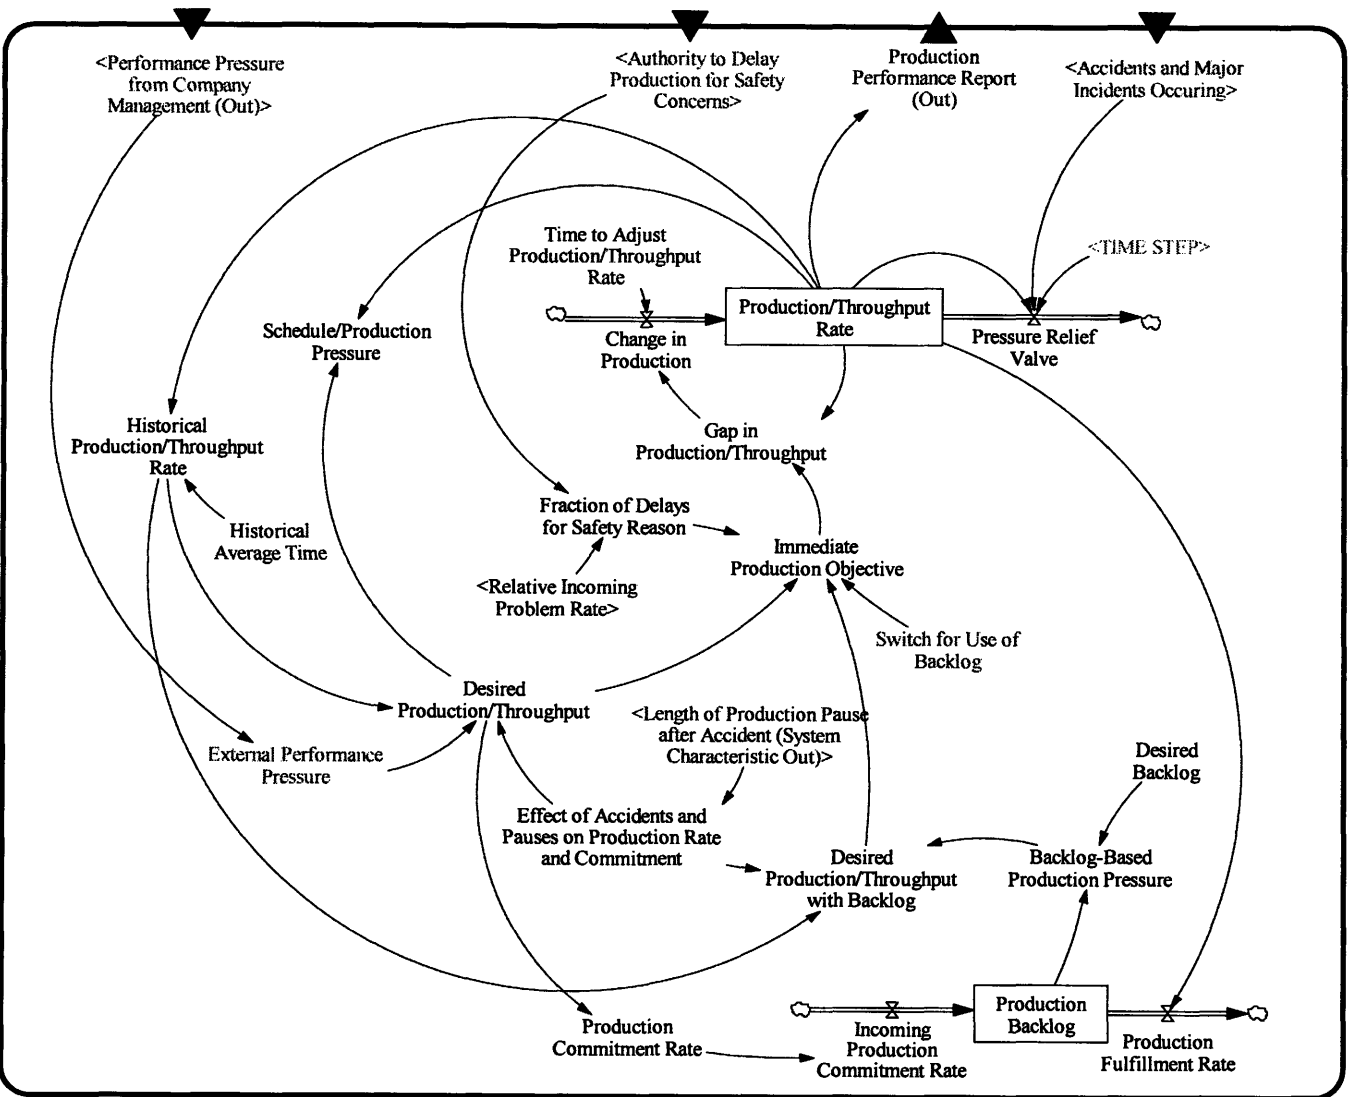 <Performance Pressure
from Company
Management (Out)>
<Authority to Delay
Production for Safety
Concerns>
Production
Performance Report
(Out)
<Accidents and Major
Incidents Occuring>
Time to Adjust
Production/Throughput
Rate
<TIME STEP>
Production/Throughput
Rate
Schedule/Production
Pressure
Change in
Production
Pressure Relief
Valve
Historical
Production/Throughput
Rate
Gap in
Production/Throughput
Historical
Average Time
Fraction of Delays
for Safety Reason
Immediate
Production Objective
<Relative Incoming
Problem Rate>
Switch for Use of
Backlog
Desired
Production/Throughput
<Length of Production Pause
after Accident (System
Characteristic Out)>
External Performance
Pressure
Desired
Backlog
Effect of Accidents and
Pauses on Production Rate
and Commitment
Desired
Production/Throughput
with Backlog
Backlog-Based
Production Pressure
Production
Commitment Rate
Incoming
Production
Commitment Rate
Production
Backlog
Production
Fulfillment Rate